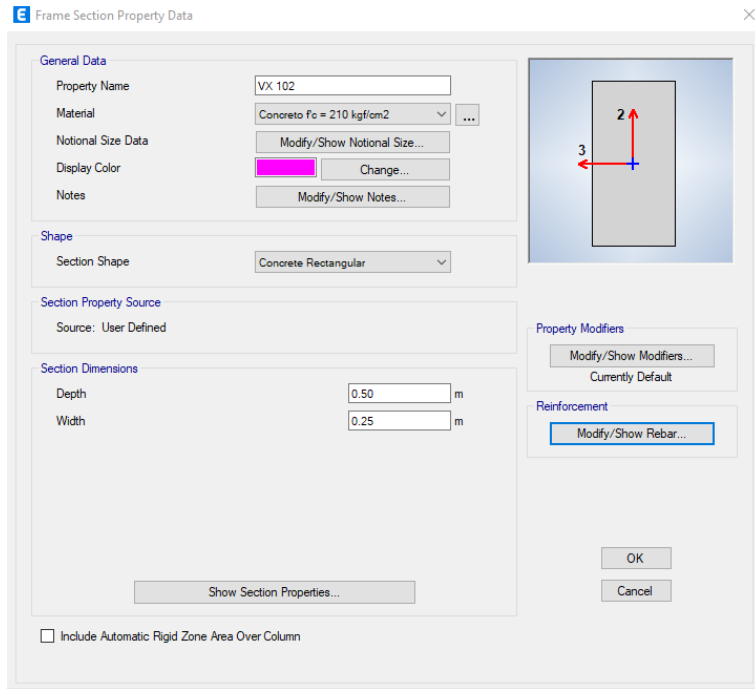 E Frame Section Property Data
General Data
Property Name VX 102
Material Concreto f'c = 210 kgf/cm2 ...
Notional Size Data Modify/Show Notional Size...
Display Color Change...
Notes Modify/Show Notes...
Shape
Section Shape Concrete Rectangular
Section Property Source
Source: User Defined
Section Dimensions
Depth 0.50 m
Width 0.25 m
Show Section Properties...
Include Automatic Rigid Zone Area Over Column
2
3
Property Modifiers
Modify/Show Modifiers...
Currently Default
Reinforcement
Modify/Show Rebar...
OK
Cancel